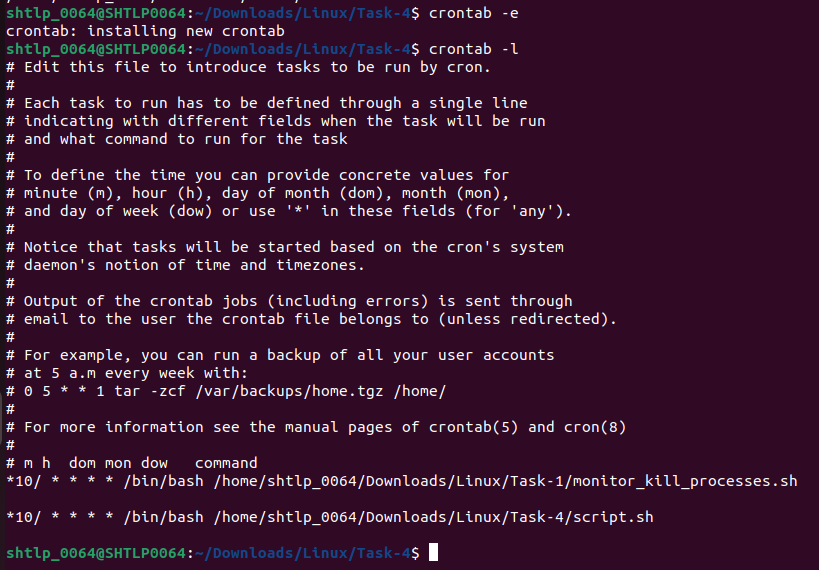 shtlp_0064@SHTLP0064:~/Downloads/Linux/Task-4$ crontab -e
crontab: installing new crontab
shtlp_0064@SHTLP0064:~/Downloads/Linux/Task-4$ crontab -l
# Edit this file to introduce tasks to be run by cron.
#
# Each task to run has to be defined through a single line
# indicating with different fields when the task will be run
# and what command to run for the task
#
# To define the time you can provide concrete values for
# minute (m), hour (h), day of month (dom), month (mon),
# and day of week (dow) or use '*' in these fields (for 'any').
#
# Notice that tasks will be started based on the cron's system
# daemon's notion of time and timezones.
#
# Output of the crontab jobs (including errors) is sent through
# email to the user the crontab file belongs to (unless redirected).
#
# For example, you can run a backup of all your user accounts
# at 5 a.m every week with:
# 0 5 * * 1 tar -zcf /var/backups/home.tgz /home/
#
# For more information see the manual pages of crontab(5) and cron(8)
#
# m h  dom mon dow   command
*10/ * * * * /bin/bash /home/shtlp_0064/Downloads/Linux/Task-1/monitor_kill_processes.sh
*10/ * * * * /bin/bash /home/shtlp_0064/Downloads/Linux/Task-4/script.sh
shtlp_0064@SHTLP0064:~/Downloads/Linux/Task-4$